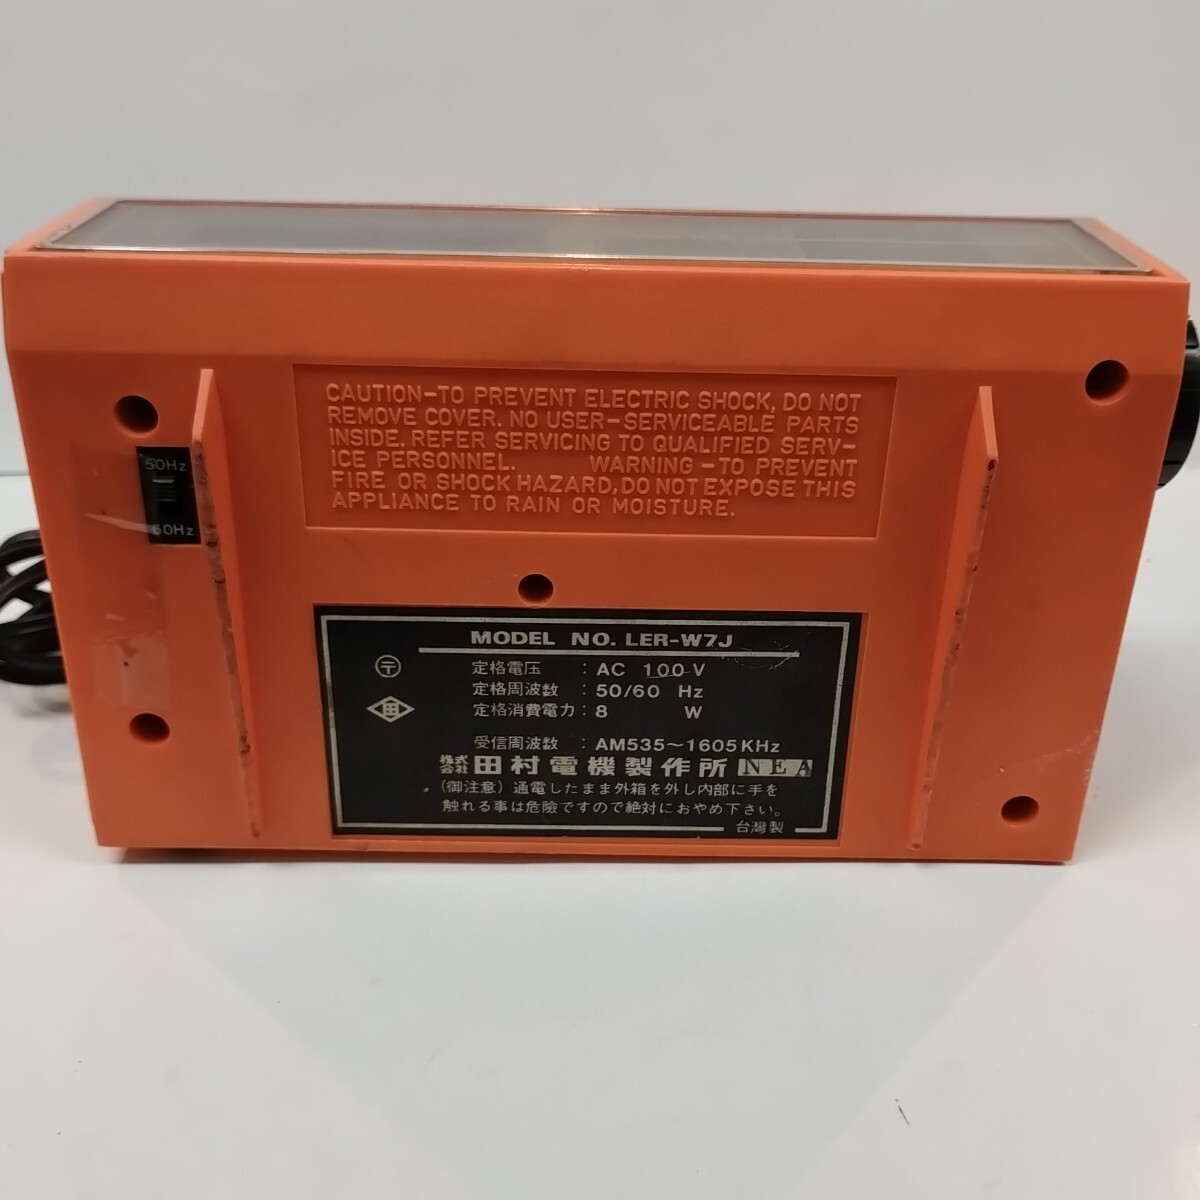 CAUTION-TO PREVENT ELECTRIC SHOCK, DO NOT
REMOVE COVER. NO USER-SERVICEABLE PARTS
INSIDE. REFER SERVICING TO QUALIFIED SERV-
ICE PERSONNEL. WARNING -TO PREVENT
FIRE OR SHOCK HAZARD, DO NOT EXPOSE THIS
APPLIANCE TO RAIN OR MOISTURE.
50Hz
60Hz
MODEL NO. LER-W7J
〒
定格電圧 : AC 100 V
定格周波数 : 50/60 Hz
田
定格消費電力 : 8 W
受信周波数 : AM535~1605KHz
株式会社 田村電機製作所 NEA
(御注意) 通電したまま外箱を外し内部に手を
触れる事は危険ですので絶対におやめ下さい。
台灣製